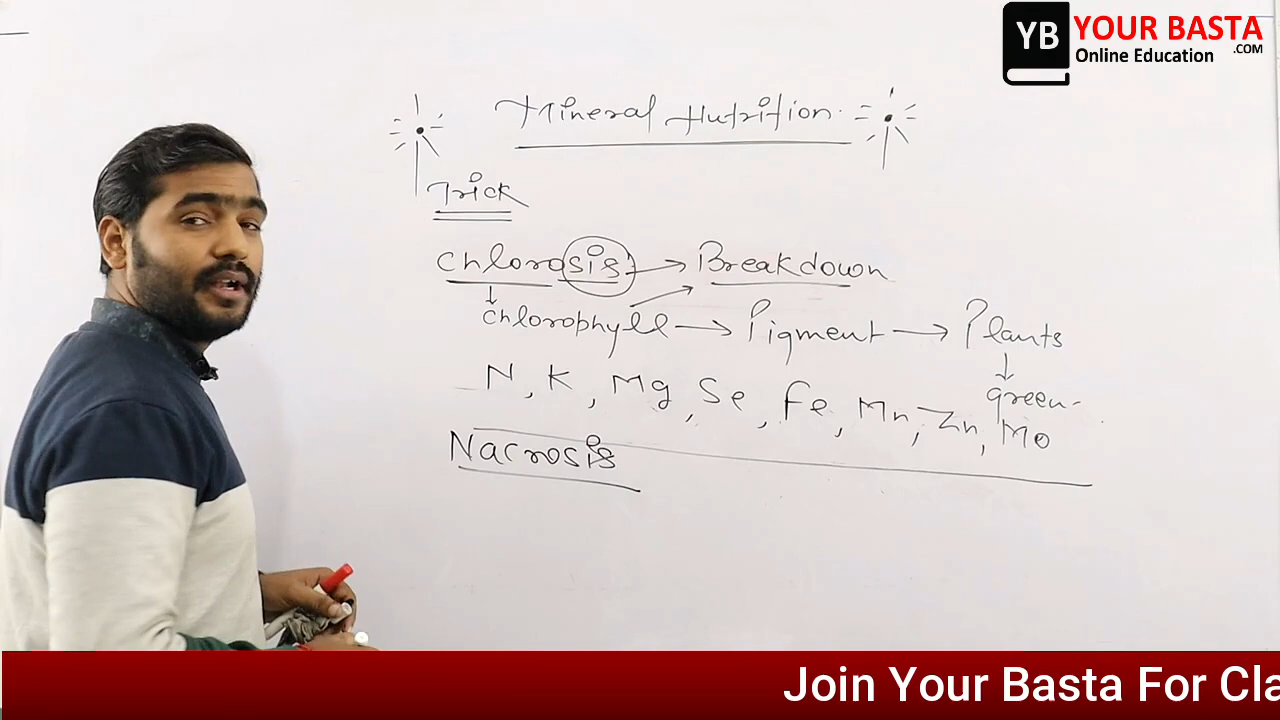 YB YOUR BASTA
.COM
Online Education
Mineral Nutrition
Trick
Chlorosis → Breakdown
Chlorophyll → Pigment → Plants
green
N, K, Mg, Se, Fe, Mn, Zn, Mo
Nacrosis
Join Your Basta For Cla